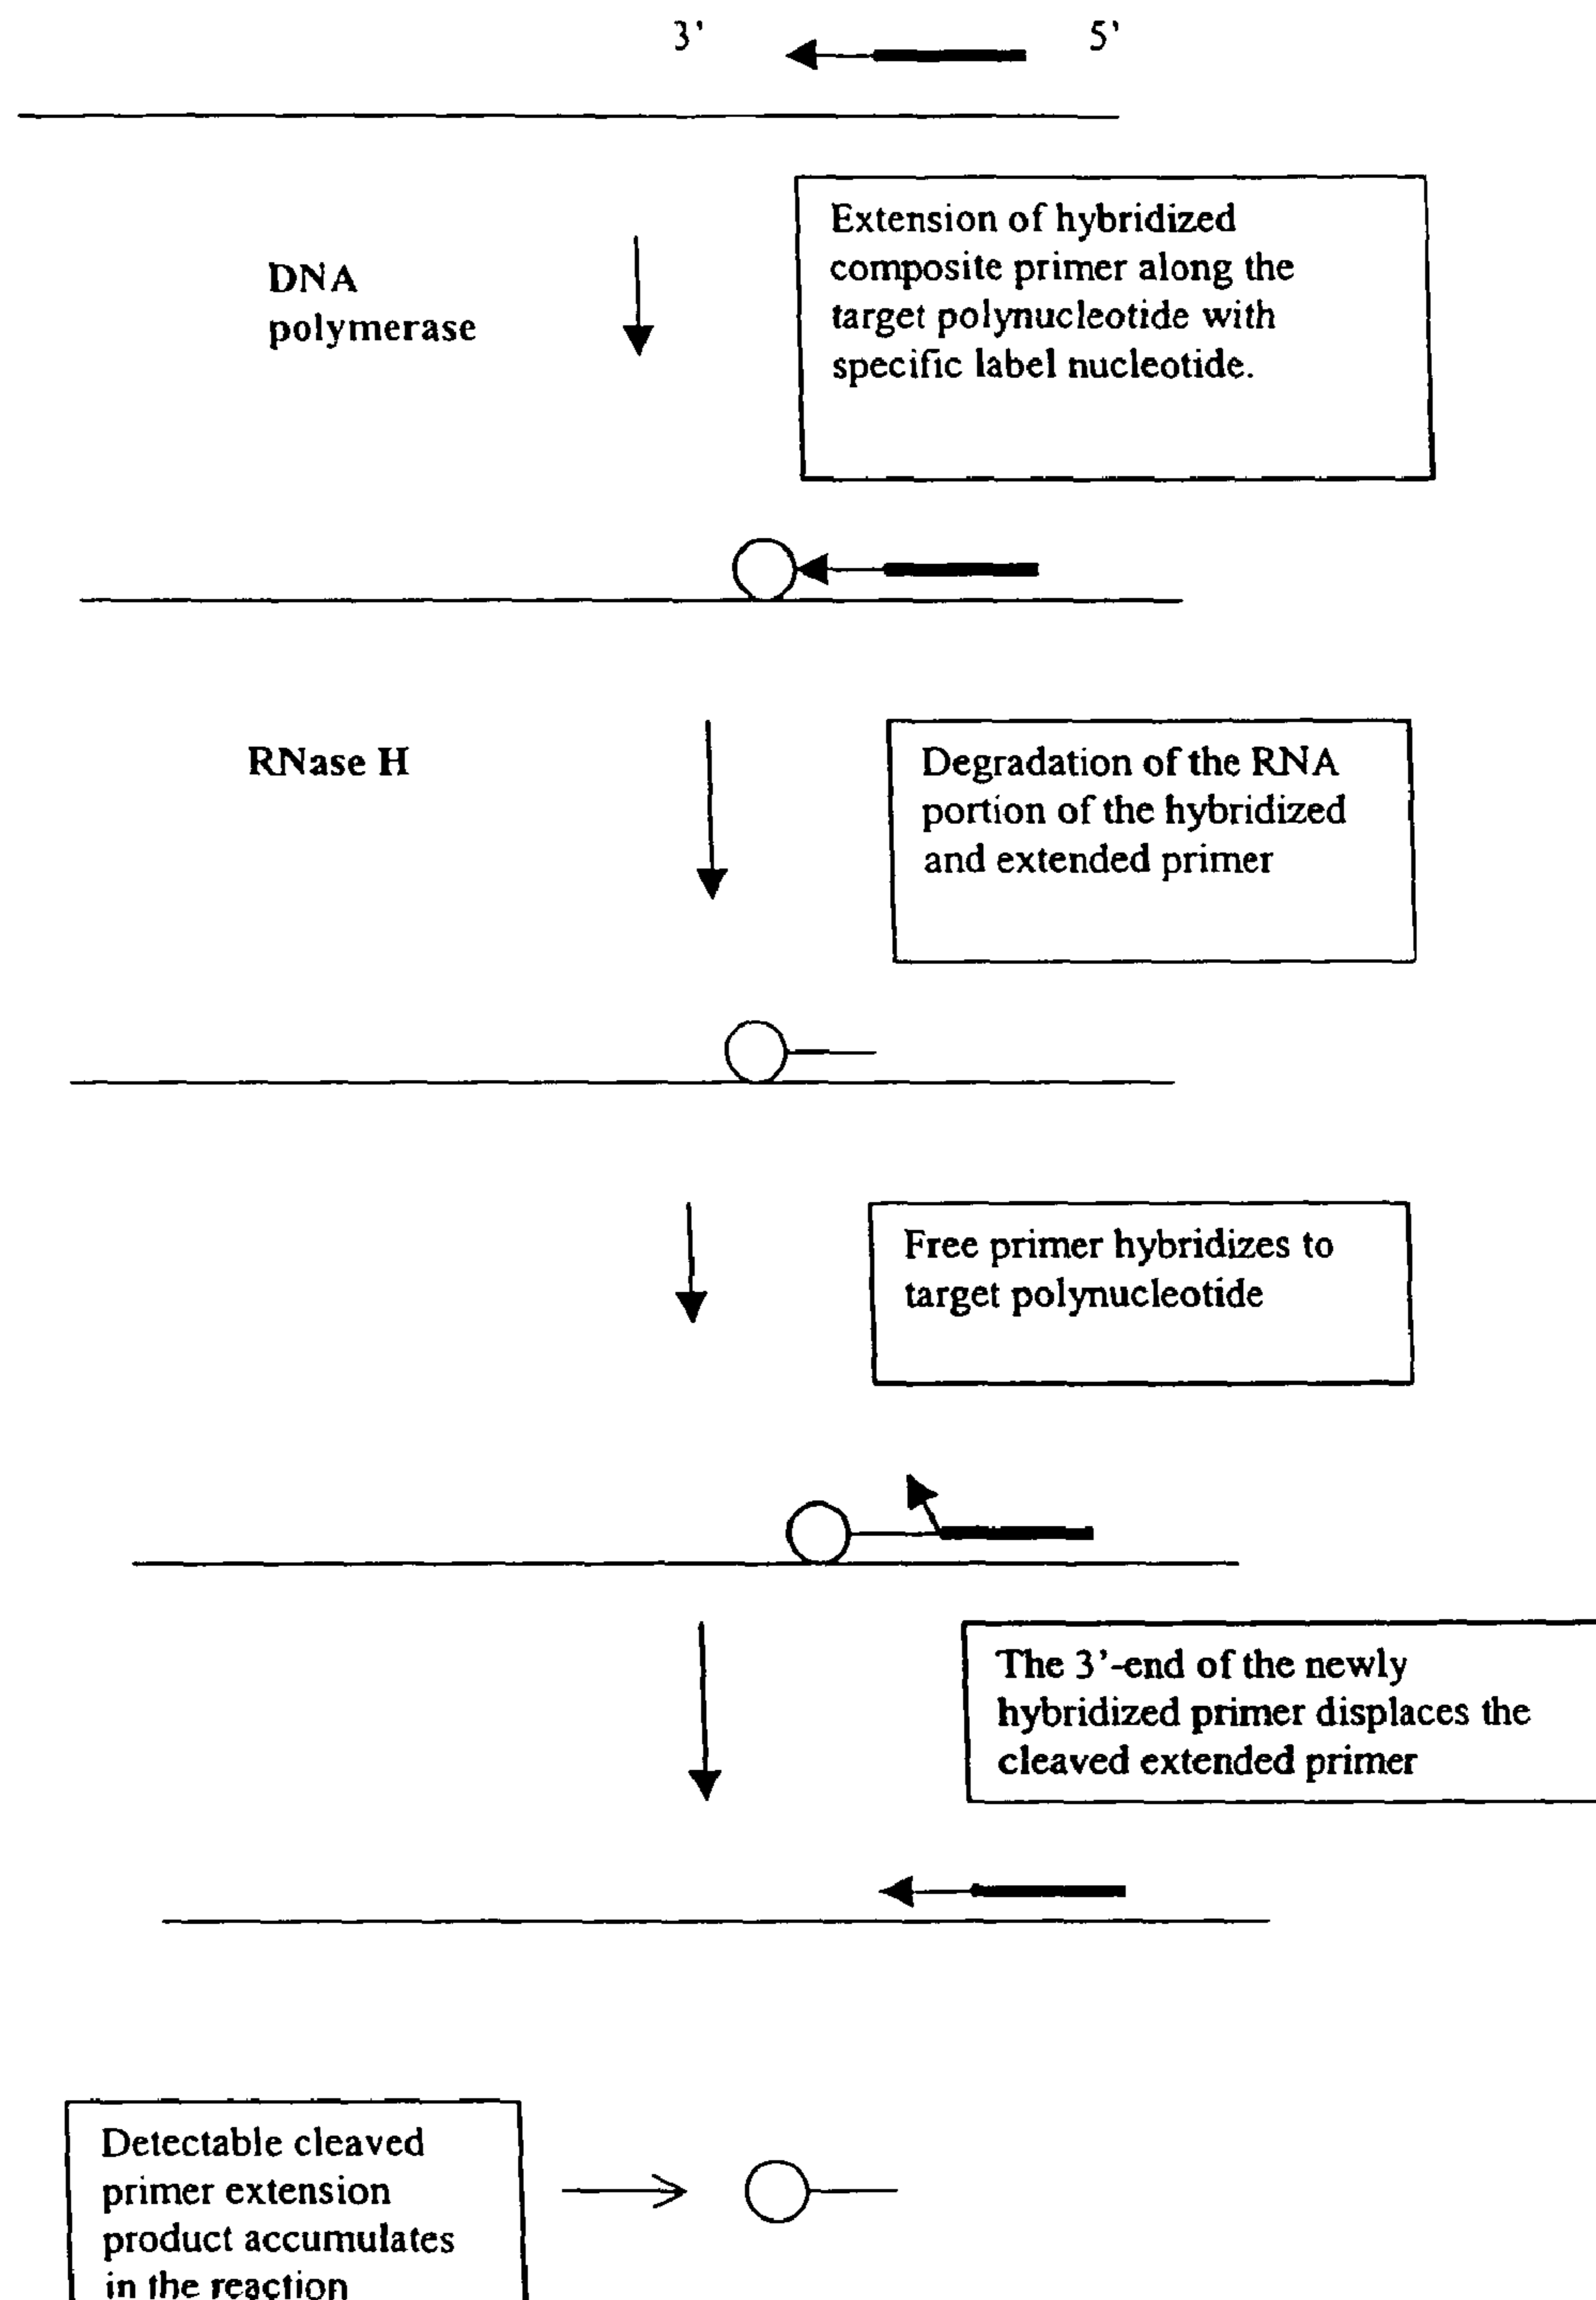 3' 5'
Extension of hybridized
composite primer along the
target polynucleotide with
specific label nucleotide.
DNA
polymerase
RNase H
Degradation of the RNA
portion of the hybridized
and extended primer
Free primer hybridizes to
target polynucleotide
The 3'-end of the newly
hybridized primer displaces the
cleaved extended primer
Detectable cleaved
primer extension
product accumulates
in the reaction